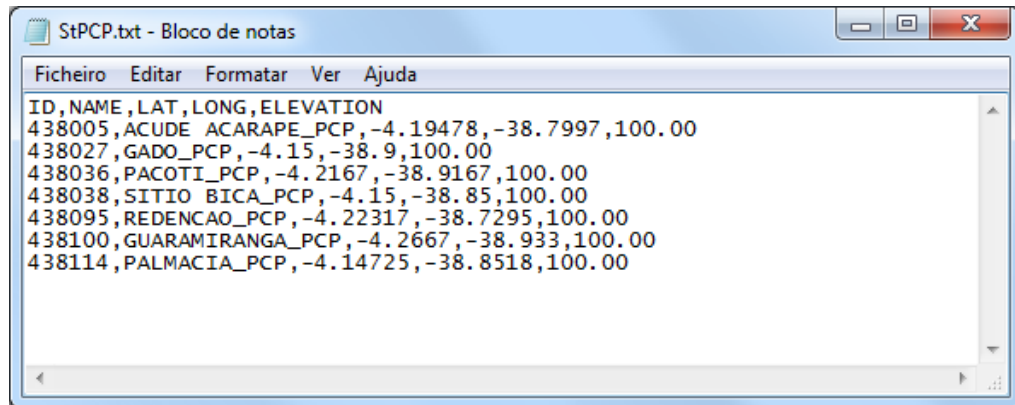 StPCP.txt - Bloco de notas
Ficheiro Editar Formatar Ver Ajuda
ID,NAME,LAT,LONG,ELEVATION
438005,ACUDE ACARAPE_PCP,-4.19478,-38.7997,100.00
438027,GADO_PCP,-4.15,-38.9,100.00
438036,PACOTI_PCP,-4.2167,-38.9167,100.00
438038,SITIO BICA_PCP,-4.15,-38.85,100.00
438095,REDENCAO_PCP,-4.22317,-38.7295,100.00
438100,GUARAMIRANGA_PCP,-4.2667,-38.933,100.00
438114,PALMACIA_PCP,-4.14725,-38.8518,100.00